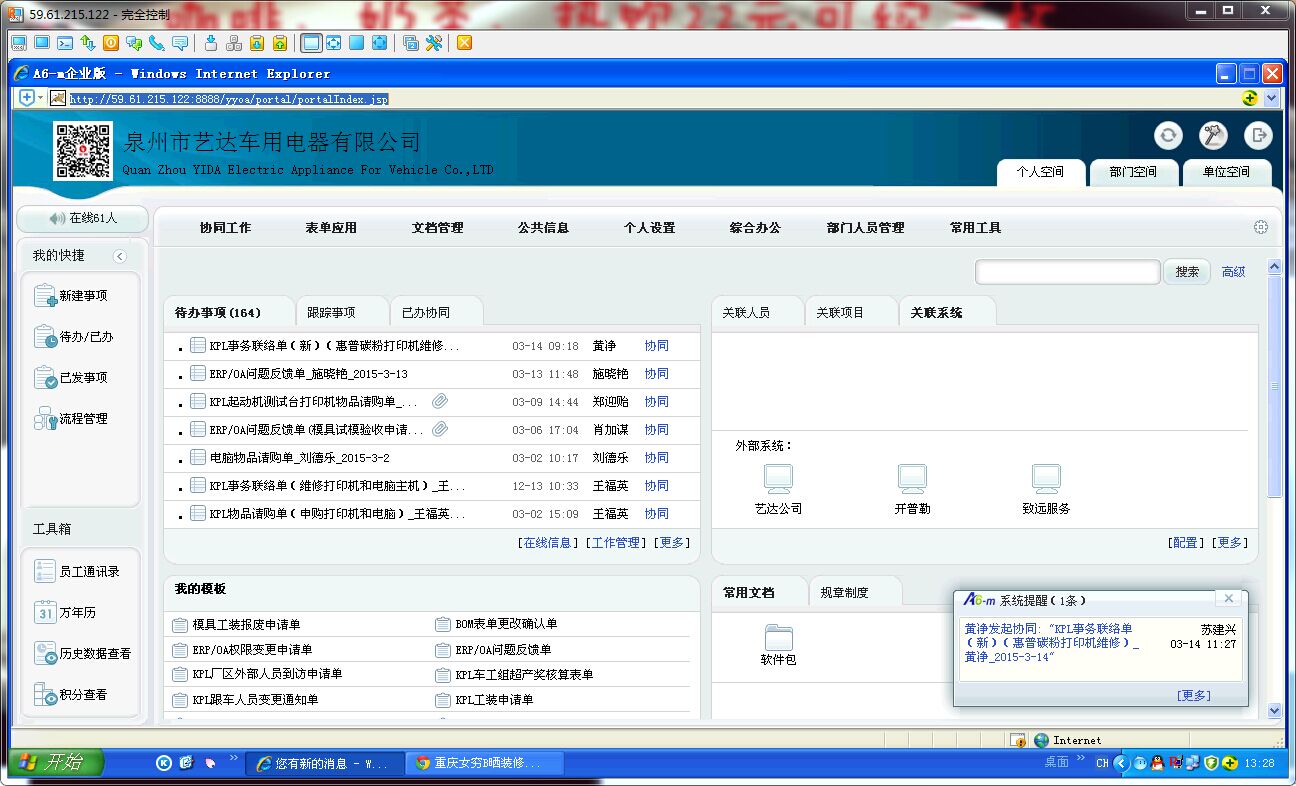 咖啡、奶茶、热饮22元可续三杯
59.61.215.122 - 完全控制
A6-m企业版 - Windows Internet Explorer
http://59.61.215.122:8888/yyoa/portal/portalIndex.jsp
泉州市艺达车用电器有限公司
Quan Zhou YIDA Electric Appliance For Vehicle Co.,LTD
个人空间 部门空间 单位空间
在线61人
协同工作 表单应用 文档管理 公共信息 个人设置 综合办公 部门人员管理 常用工具
我的快捷
搜索 高级
新建事项
待办/已办
已发事项
流程管理
工具箱
员工通讯录
31 万年历
历史数据查看
积分查看
待办事项(164) 跟踪事项 已办协同
KPL事务联络单(新)(惠普碳粉打印机维修... 03-14 09:18 黄净 协同
ERP/OA问题反馈单_施晓艳_2015-3-13 03-13 11:48 施晓艳 协同
KPL起动机测试台打印机物品请购单_... 03-09 14:44 郑迎贻 协同
ERP/OA问题反馈单(模具试模验收申请... 03-06 17:04 肖加谋 协同
电脑物品请购单_刘德乐_2015-3-2 03-02 10:17 刘德乐 协同
KPL事务联络单(维修打印机和电脑主机)_王... 12-13 10:33 王福英 协同
KPL物品请购单(申购打印机和电脑)_王福英... 03-02 15:09 王福英 协同
[在线信息] [工作管理] [更多]
关联人员 关联项目 关联系统
外部系统：
艺达公司 开普勤 致远服务
[配置] [更多]
我的模板
模具工装报废申请单 BOM表单更改确认单
ERP/OA权限变更申请单 ERP/OA问题反馈单
KPL厂区外部人员到访申请单 KPL车工组超产奖核算表单
KPL跟车人员变更通知单 KPL工装申请单
常用文档 规章制度
软件包
A6-m 系统提醒(1条)
黄净发起协同: "KPL事务联络单 苏建兴
(新)(惠普碳粉打印机维修)_ 03-14 11:27
黄净_2015-3-14"
[更多]
Internet
开始 您有新的消息 - W... 重庆女穷B晒装修... 桌面 CH 13:28